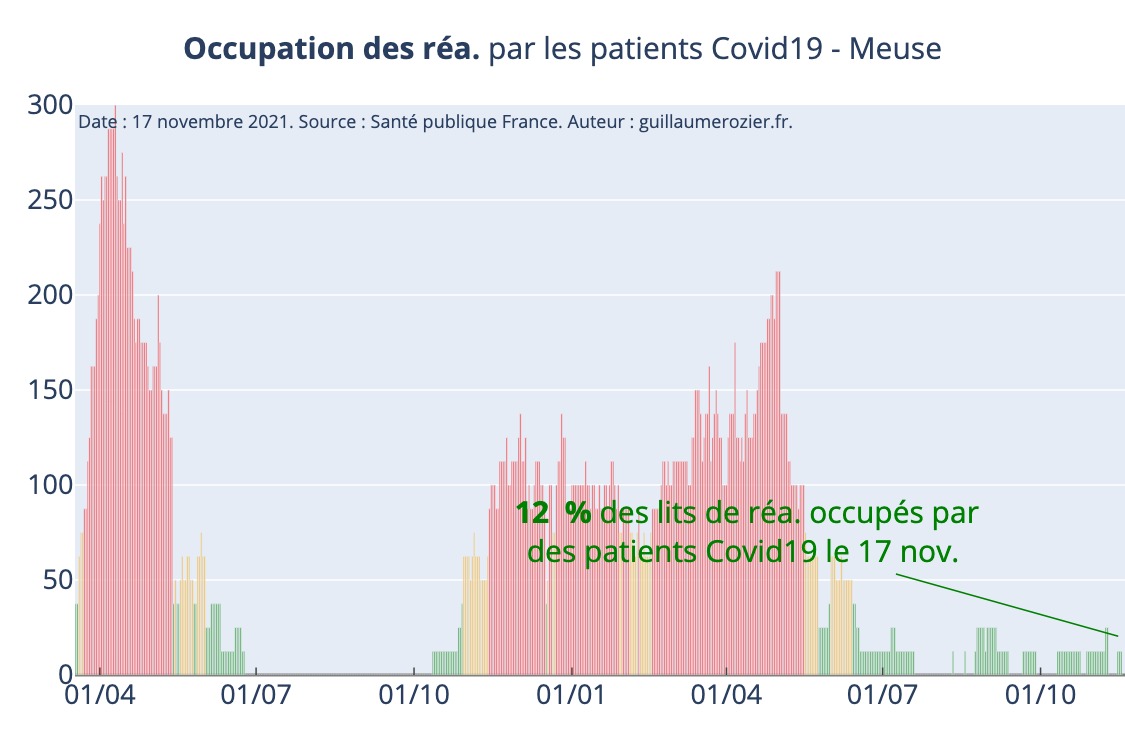 Occupation des réa. par les patients Covid19 - Meuse
Date : 17 novembre 2021. Source : Santé publique France. Auteur : guillaumerozier.fr.
300
250
200
150
100
50
0
12 % des lits de réa. occupés par
des patients Covid19 le 17 nov.
01/04 01/07 01/10 01/01 01/04 01/07 01/10